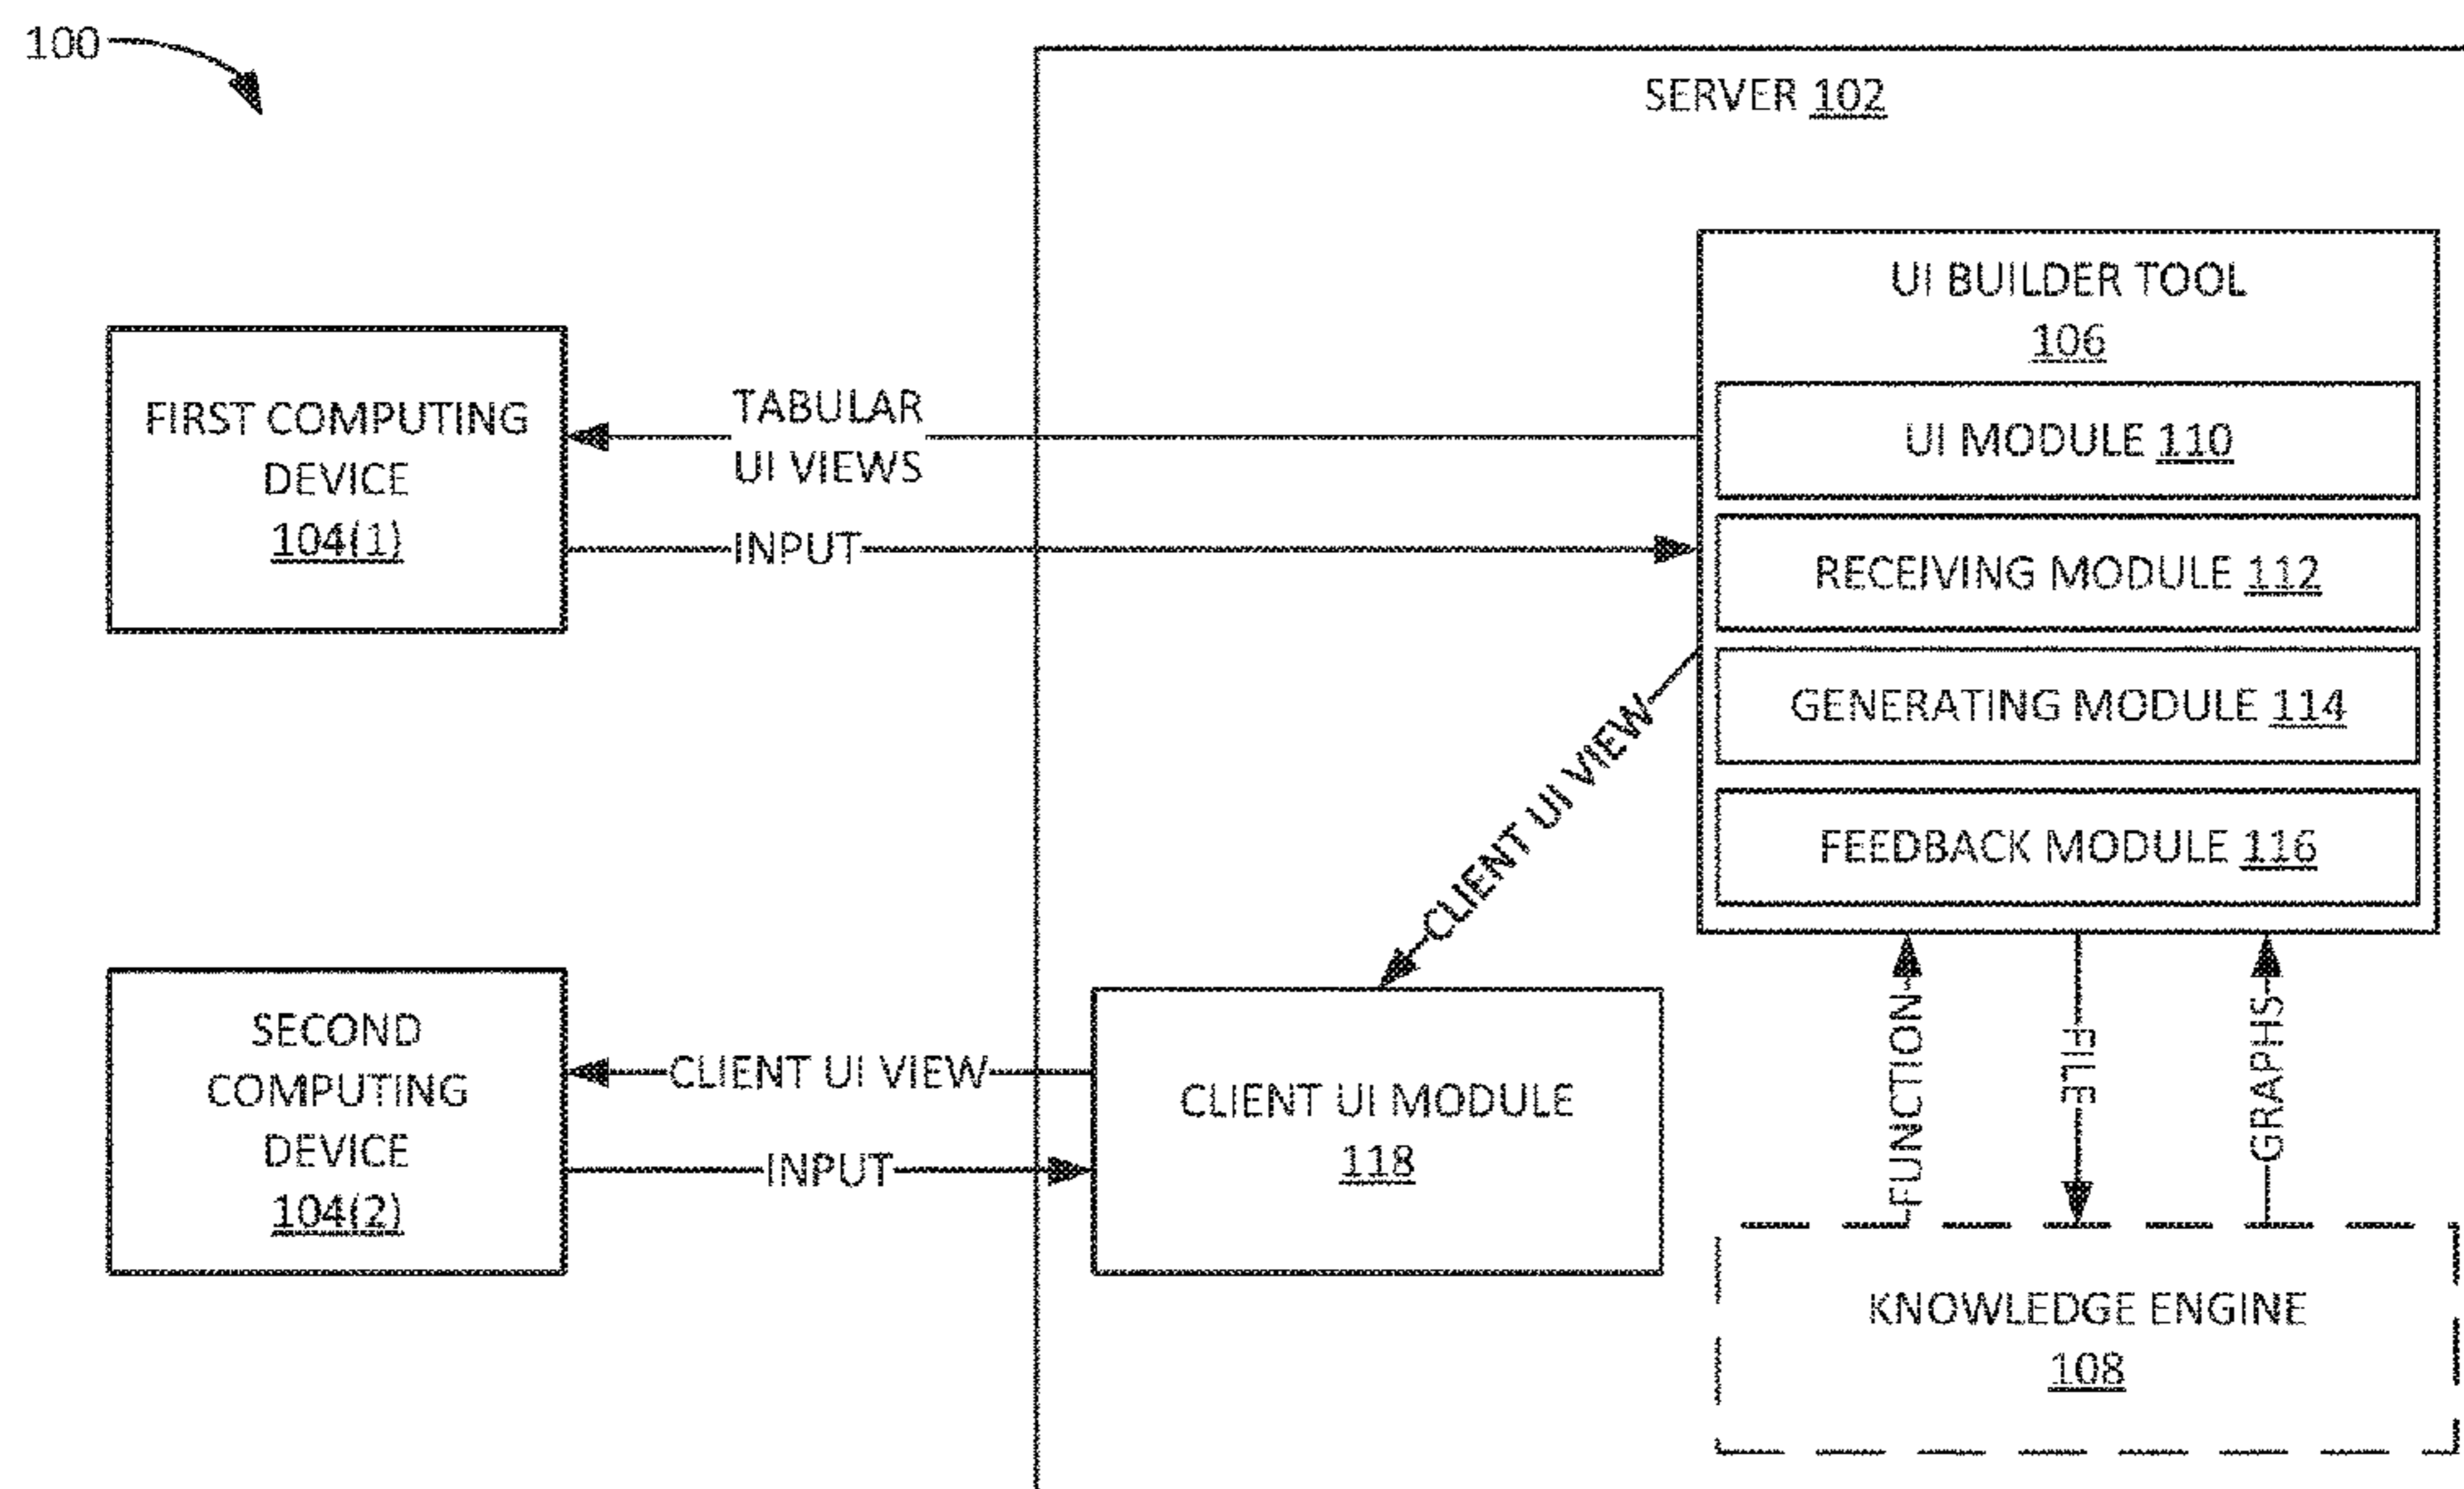 100
SERVER 102
UI BUILDER TOOL
106
UI MODULE 110
RECEIVING MODULE 112
GENERATING MODULE 114
FEEDBACK MODULE 116
FIRST COMPUTING
DEVICE
104(1)
TABULAR
UI VIEWS
INPUT
CLIENT UI VIEW
SECOND
COMPUTING
DEVICE
104(2)
CLIENT UI VIEW
INPUT
CLIENT UI MODULE
118
FUNCTION
FILE
GRAPHS
KNOWLEDGE ENGINE
108